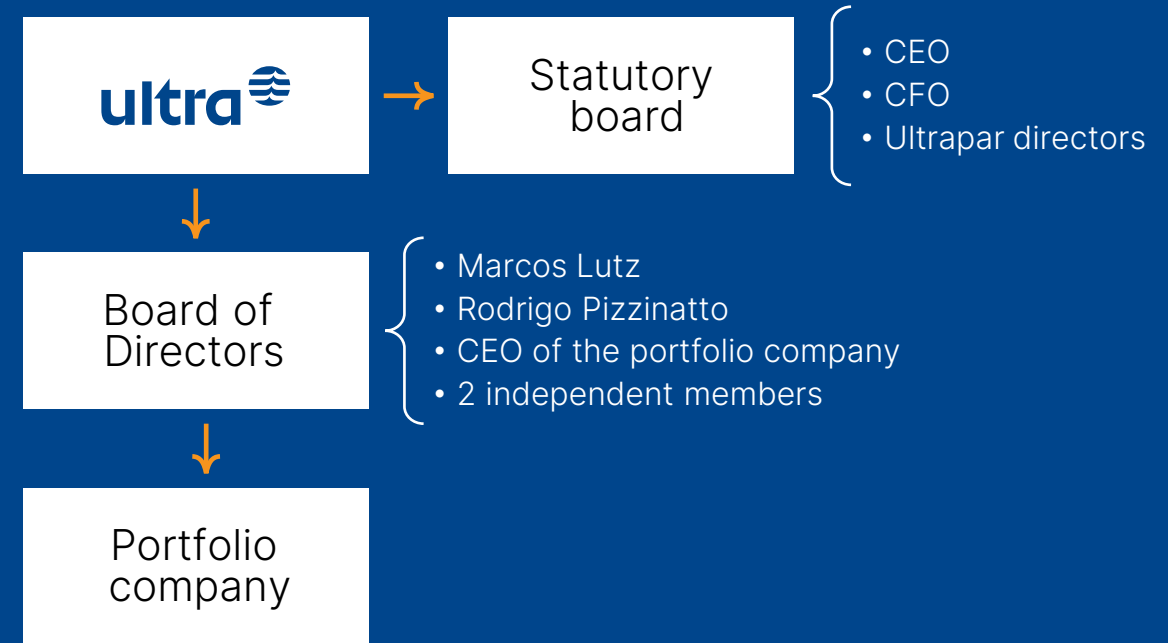 ultra
Statutory
board
• CEO
• CFO
• Ultrapar directors
Board of
Directors
• Marcos Lutz
• Rodrigo Pizzinatto
• CEO of the portfolio company
• 2 independent members
Portfolio
company